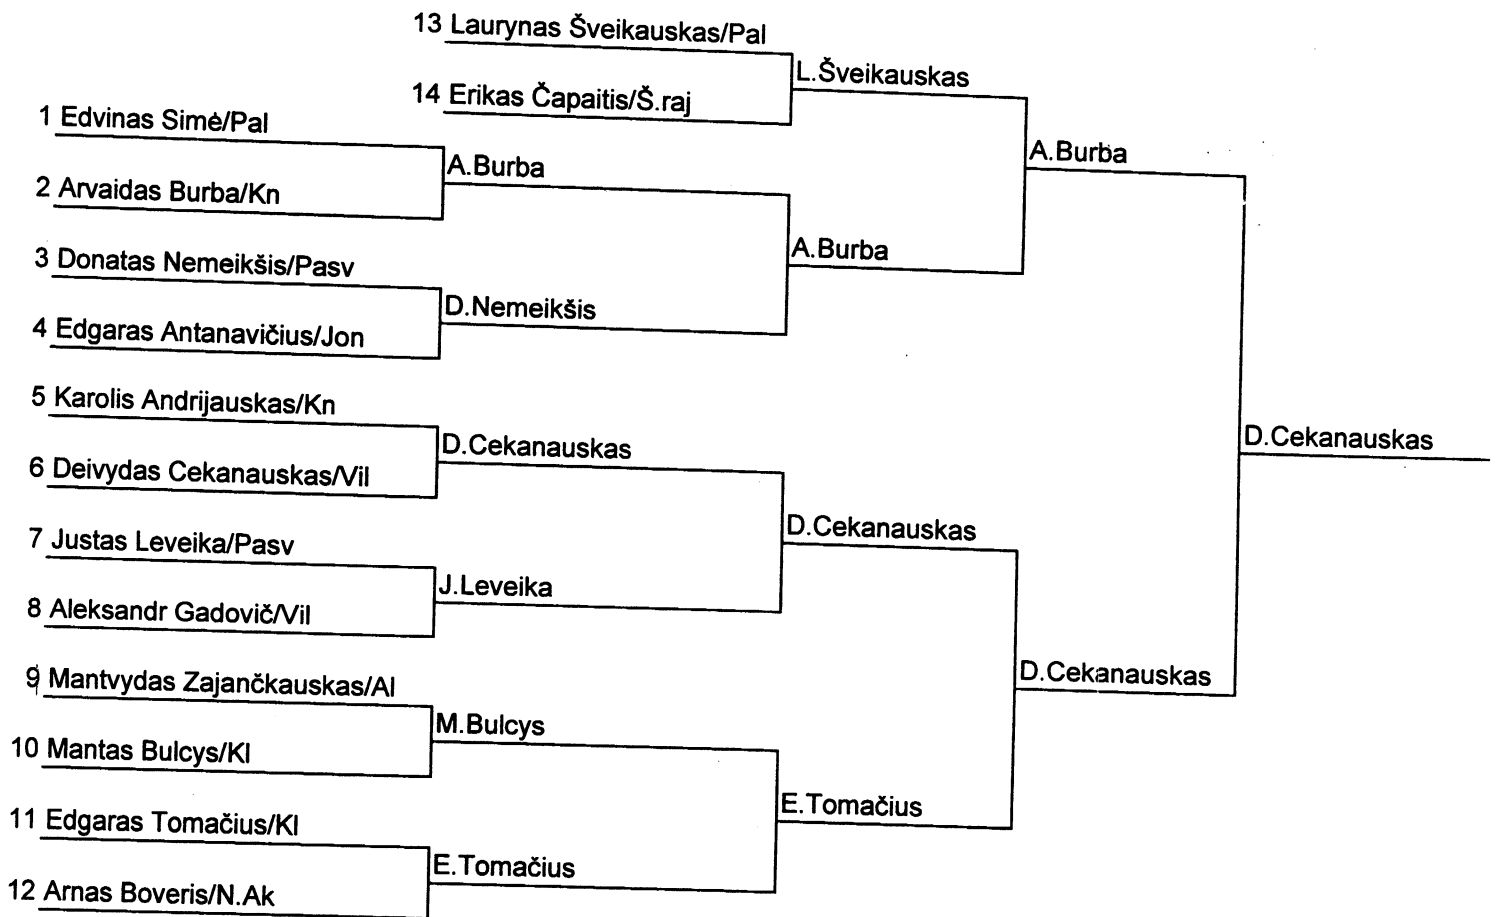 13 Laurynas Šveikauskas/Pal
L.Šveikauskas
14 Erikas Čapaitis/Š.raj
1 Edvinas Simė/Pal
A.Burba
A.Burba
2 Arvaidas Burba/Kn
A.Burba
3 Donatas Nemeikšis/Pasv
D.Nemeikšis
4 Edgaras Antanavičius/Jon
5 Karolis Andrijauskas/Kn
D.Cekanauskas
D.Cekanauskas
6 Deivydas Cekanauskas/Vil
D.Cekanauskas
7 Justas Leveika/Pasv
J.Leveika
8 Aleksandr Gadovič/Vil
D.Cekanauskas
9 Mantvydas Zajančkauskas/Al
M.Bulcys
10 Mantas Bulcys/Kl
E.Tomačius
11 Edgaras Tomačius/Kl
E.Tomačius
12 Arnas Boveris/N.Ak